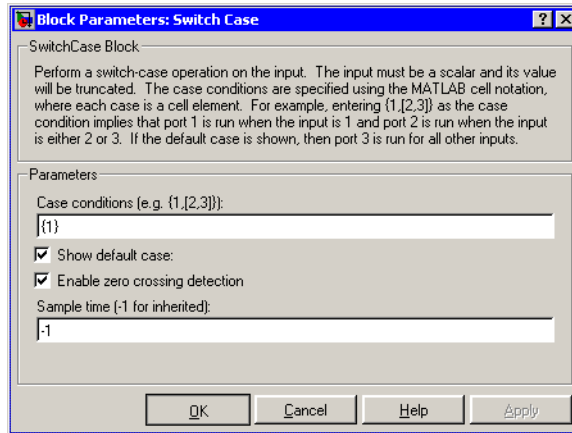 Block Parameters: Switch Case
SwitchCase Block
Perform a switch-case operation on the input. The input must be a scalar and its value
will be truncated. The case conditions are specified using the MATLAB cell notation,
where each case is a cell element. For example, entering {1,[2,3]} as the case
condition implies that port 1 is run when the input is 1 and port 2 is run when the input
is either 2 or 3. If the default case is shown, then port 3 is run for all other inputs.
Parameters
Case conditions (e.g. {1,[2,3]}):
{1}
Show default case:
Enable zero crossing detection
Sample time (-1 for inherited):
-1
OK Cancel Help Apply